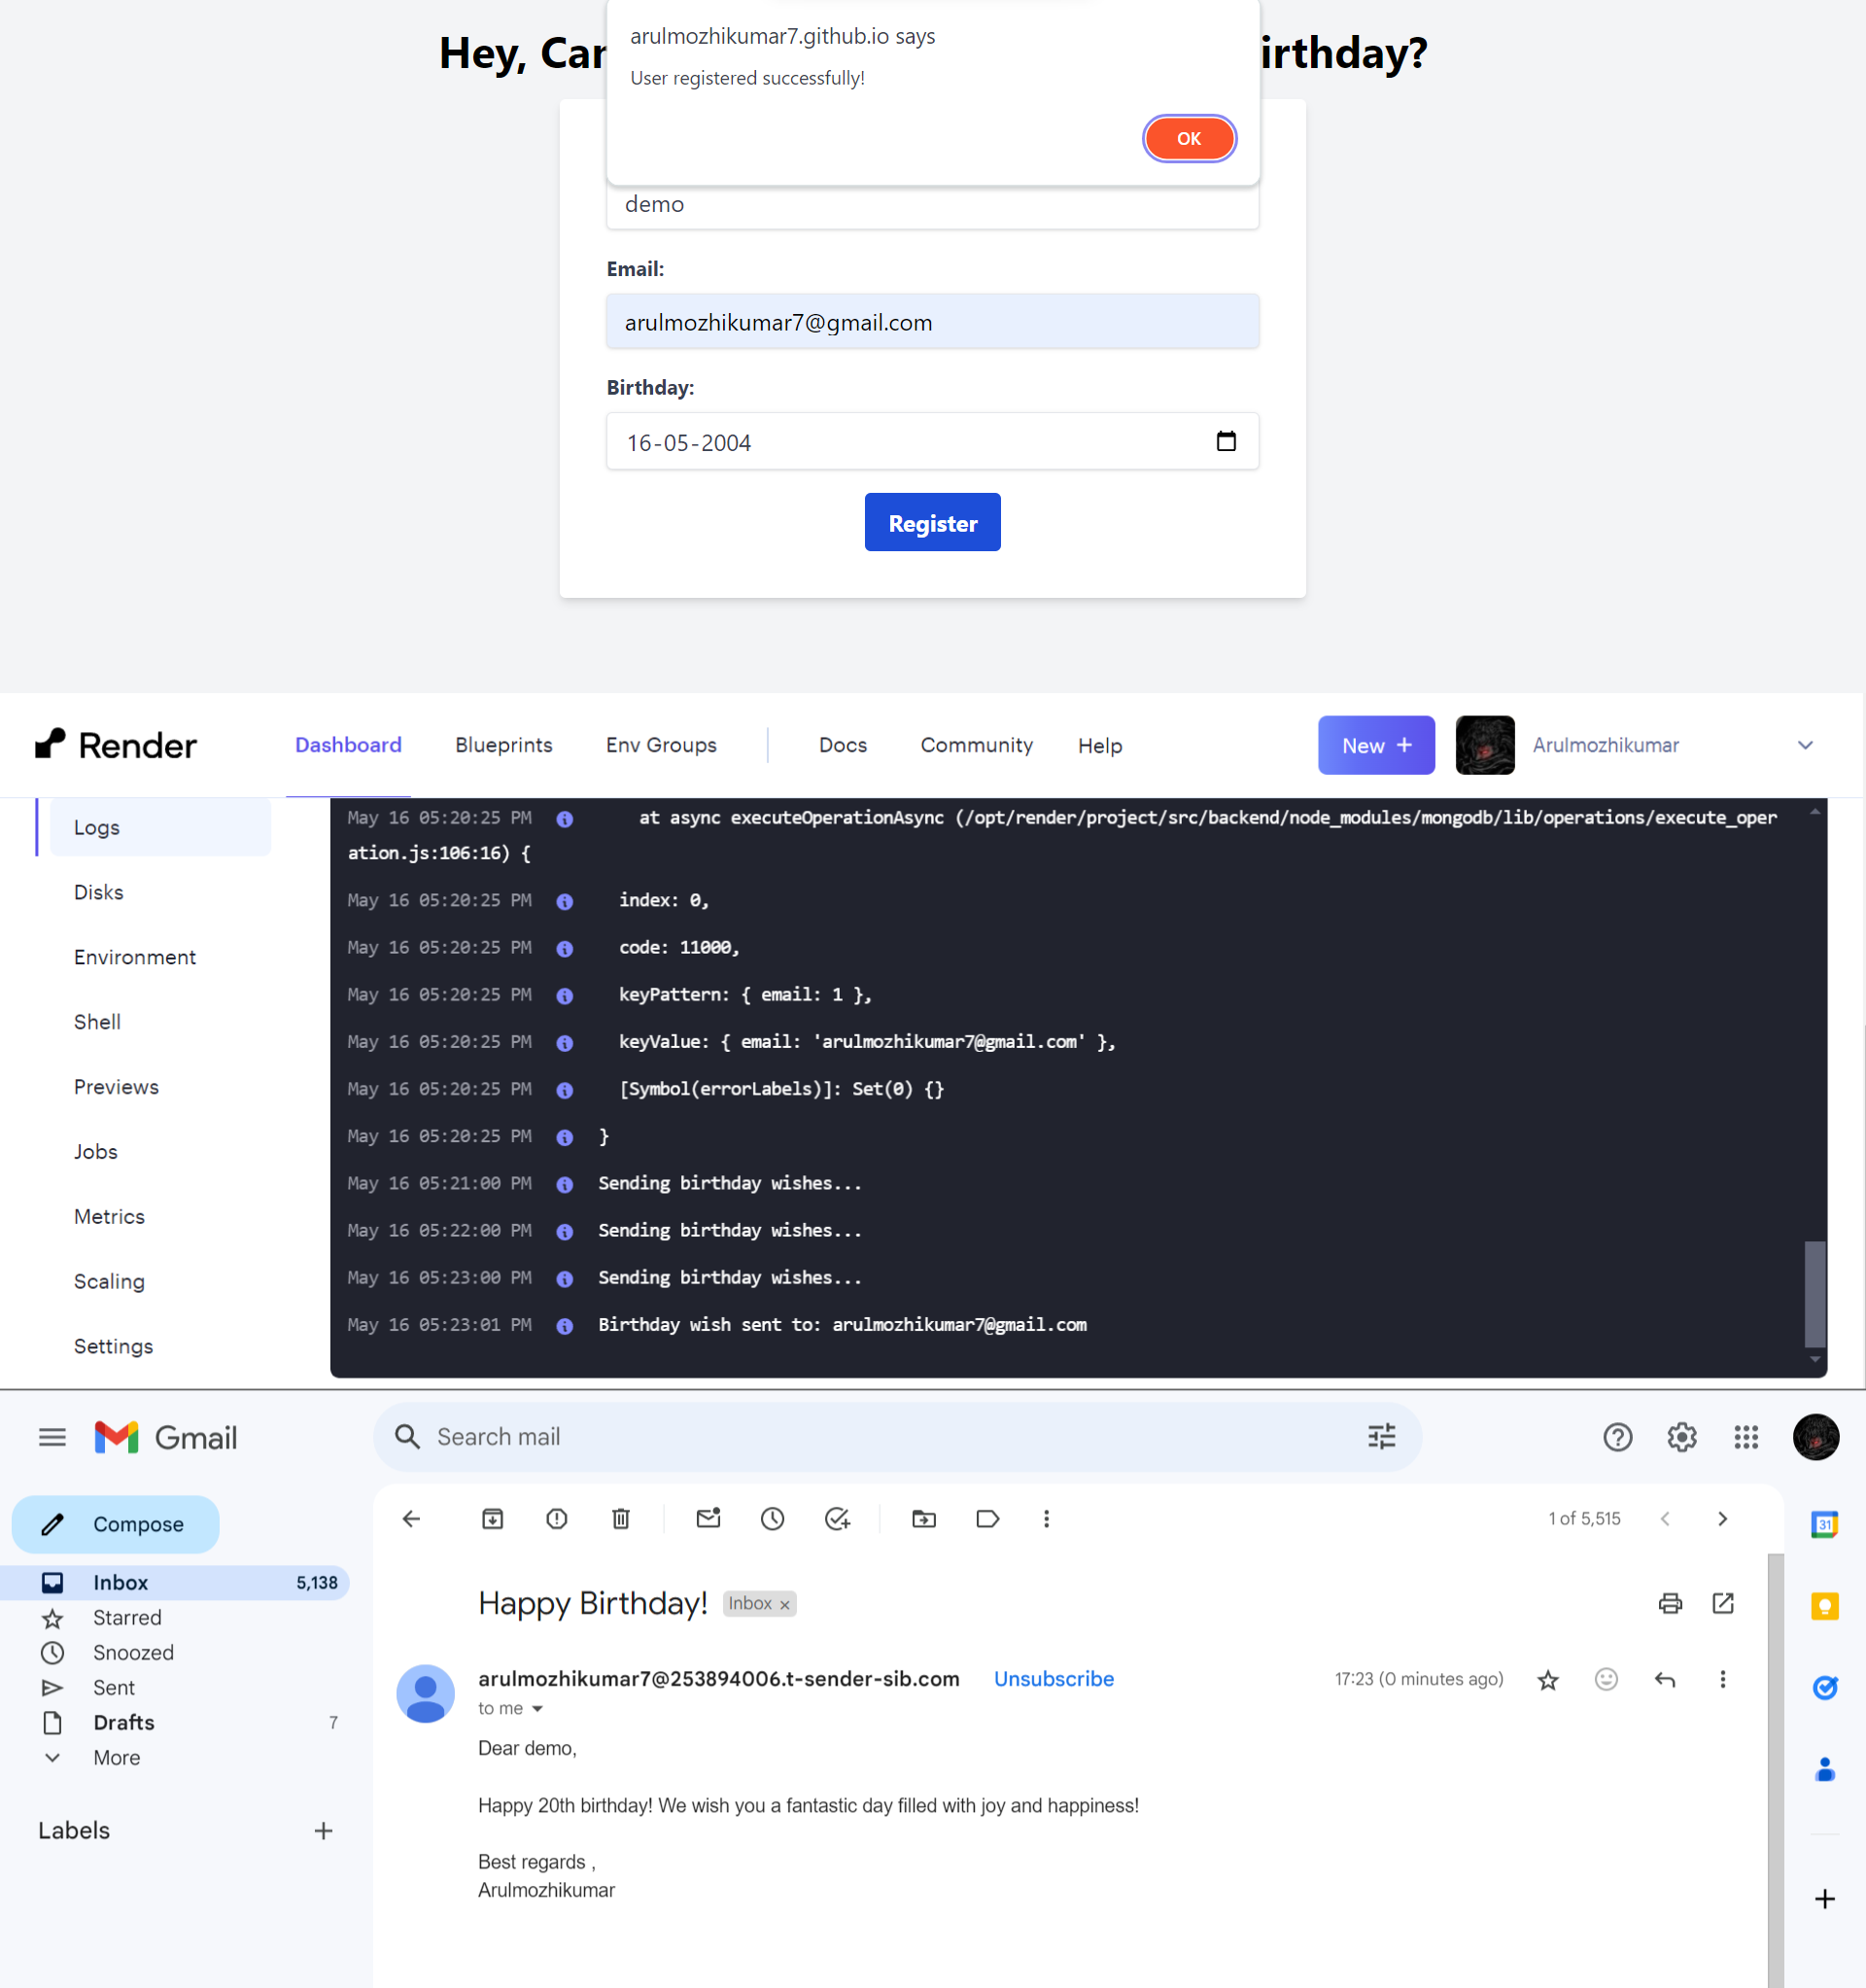 Hey, Car irthday?
arulmozhikumar7.github.io says
User registered successfully!
OK
demo
Email:
arulmozhikumar7@gmail.com
Birthday:
16-05-2004
Register
Render
Dashboard
Blueprints
Env Groups
Docs
Community
Help
New +
Arulmozhikumar
Logs
Disks
Environment
Shell
Previews
Jobs
Metrics
Scaling
Settings
May 16 05:20:25 PM at async executeOperationAsync (/opt/render/project/src/backend/node_modules/mongodb/lib/operations/execute_oper
ation.js:106:16) {
May 16 05:20:25 PM index: 0,
May 16 05:20:25 PM code: 11000,
May 16 05:20:25 PM keyPattern: { email: 1 },
May 16 05:20:25 PM keyValue: { email: 'arulmozhikumar7@gmail.com' },
May 16 05:20:25 PM [Symbol(errorLabels)]: Set(0) {}
May 16 05:20:25 PM }
May 16 05:21:00 PM Sending birthday wishes...
May 16 05:22:00 PM Sending birthday wishes...
May 16 05:23:00 PM Sending birthday wishes...
May 16 05:23:01 PM Birthday wish sent to: arulmozhikumar7@gmail.com
Gmail
Search mail
Compose
Inbox 5,138
Starred
Snoozed
Sent
Drafts 7
More
Labels
1 of 5,515
31
Happy Birthday! Inbox x
arulmozhikumar7@253894006.t-sender-sib.com Unsubscribe 17:23 (0 minutes ago)
to me
Dear demo,
Happy 20th birthday! We wish you a fantastic day filled with joy and happiness!
Best regards ,
Arulmozhikumar